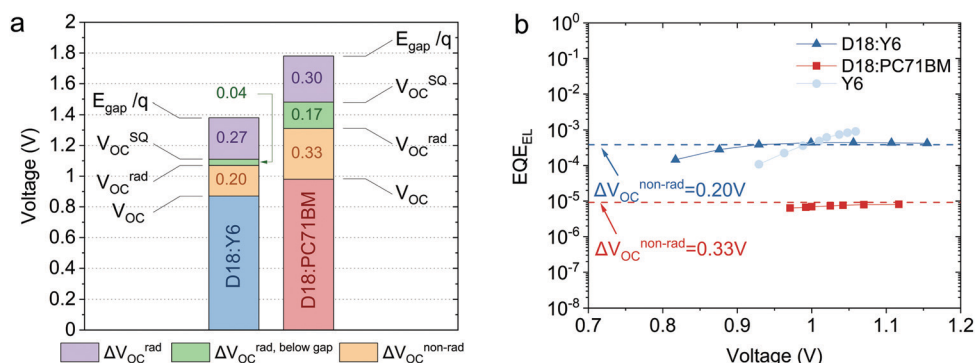 a
Voltage (V)
2
1.8
1.6
1.4
1.2
1
0.8
0.6
0.4
0.2
0
E_gap /q
V_OC^SQ
V_OC^rad
V_OC
0.04
0.27
0.20
D18:Y6
0.30
0.17
0.33
D18:PC71BM
E_gap /q
V_OC^SQ
V_OC^rad
V_OC
ΔV_OC^rad
ΔV_OC^rad, below gap
ΔV_OC^non-rad
b
EQE_EL
10^0
10^-1
10^-2
10^-3
10^-4
10^-5
10^-6
10^-7
10^-8
D18:Y6
D18:PC71BM
Y6
ΔV_OC^non-rad=0.20V
ΔV_OC^non-rad=0.33V
0.7 0.8 0.9 1 1.1 1.2
Voltage (V)